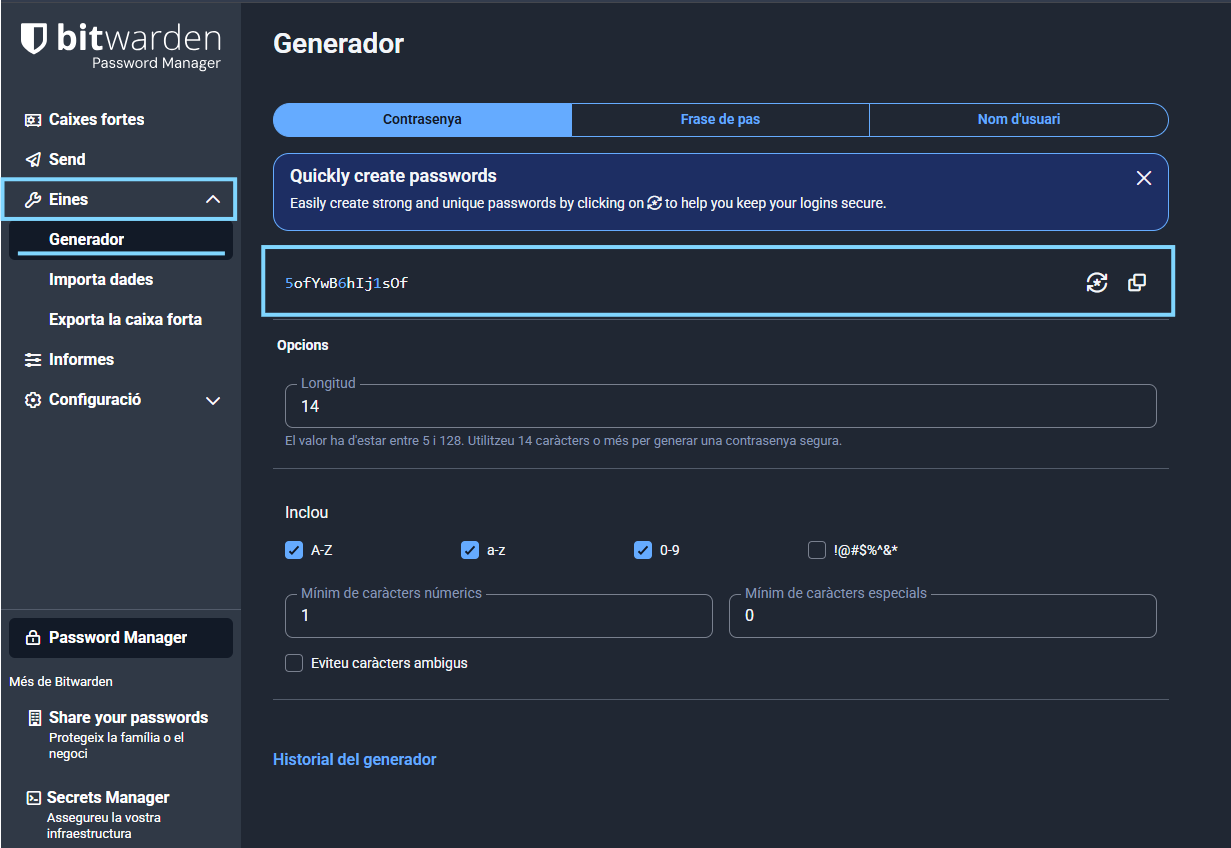 bitwarden
Password Manager
Caixes fortes
Send
Eines
Generador
Importa dades
Exporta la caixa forta
Informes
Configuració
Password Manager
Més de Bitwarden
Share your passwords
Protegeix la família o el
negoci
Secrets Manager
Assegureu la vostra
infraestructura
Generador
Contrasenya
Frase de pas
Nom d'usuari
Quickly create passwords
Easily create strong and unique passwords by clicking on to help you keep your logins secure.
5ofYwB6hIj1sOf
Opcions
Longitud
14
El valor ha d'estar entre 5 i 128. Utilitzeu 14 caràcters o més per generar una contrasenya segura.
Inclou
A-Z
a-z
0-9
!@#$%^&*
Mínim de caràcters númerics
1
Mínim de caràcters especials
0
Eviteu caràcters ambigus
Historial del generador